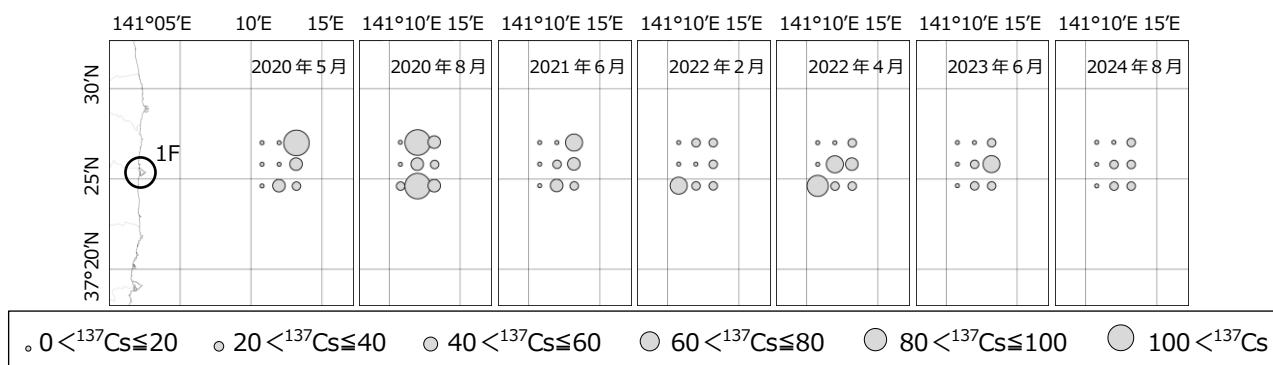 141°05′E 10′E 15′E 141°10′E 15′E 141°10′E 15′E 141°10′E 15′E 141°10′E 15′E 141°10′E 15′E 141°10′E 15′E
2020年5月 2020年8月 2021年6月 2022年2月 2022年4月 2023年6月 2024年8月
30′N
1F
25′N
37°20′N
0<¹³⁷Cs≦20 20<¹³⁷Cs≦40 40<¹³⁷Cs≦60 60<¹³⁷Cs≦80 80<¹³⁷Cs≦100 100<¹³⁷Cs